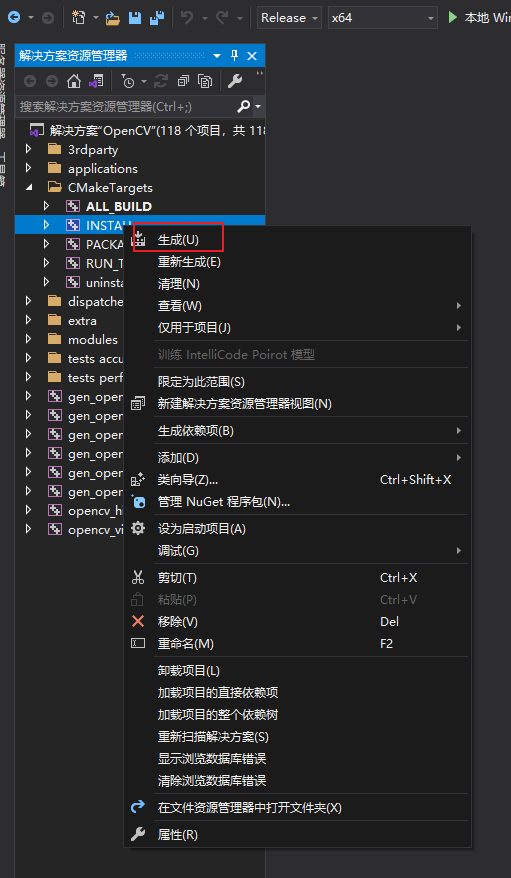 Release
x64
本地 Win
解决方案资源管理器
搜索解决方案资源管理器(Ctrl+;)
解决方案"OpenCV"(118 个项目，共 118
3rdparty
applications
CMakeTargets
ALL_BUILD
INSTALL
PACKA
RUN_T
uninsta
dispatche
extra
modules
tests accu
tests perf
gen_open
gen_open
gen_open
gen_open
gen_open
gen_open
opencv_h
opencv_vi
生成(U)
重新生成(E)
清理(N)
查看(W)
仅用于项目(J)
训练 IntelliCode Poirot 模型
限定为此范围(S)
新建解决方案资源管理器视图(N)
生成依赖项(B)
添加(D)
类向导(Z)... Ctrl+Shift+X
管理 NuGet 程序包(N)...
设为启动项目(A)
调试(G)
剪切(T) Ctrl+X
粘贴(P) Ctrl+V
移除(V) Del
重命名(M) F2
卸载项目(L)
加载项目的直接依赖项
加载项目的整个依赖树
重新扫描解决方案(S)
显示浏览数据库错误
清除浏览数据库错误
在文件资源管理器中打开文件夹(X)
属性(R)